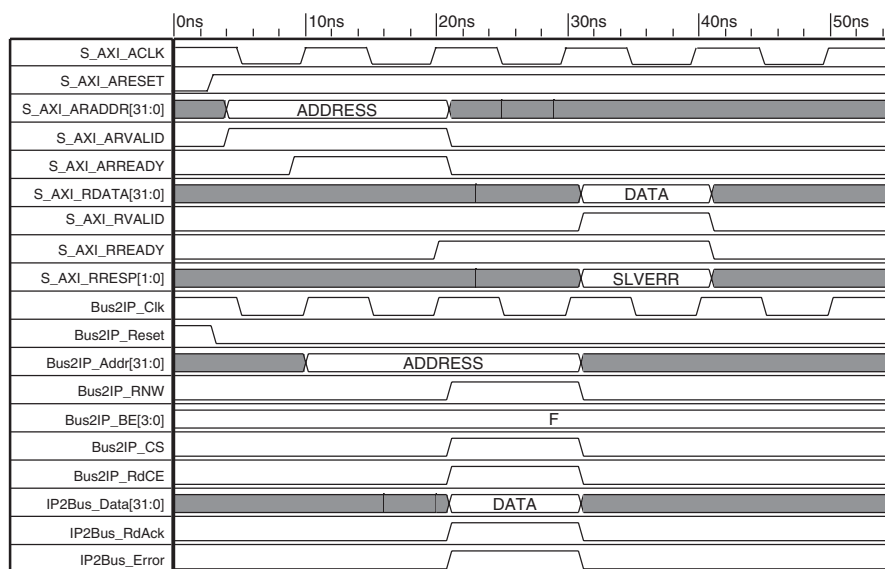 0ns 10ns 20ns 30ns 40ns 50ns
S_AXI_ACLK
S_AXI_ARESET
S_AXI_ARADDR[31:0] ADDRESS
S_AXI_ARVALID
S_AXI_ARREADY
S_AXI_RDATA[31:0] DATA
S_AXI_RVALID
S_AXI_RREADY
S_AXI_RRESP[1:0] SLVERR
Bus2IP_Clk
Bus2IP_Reset
Bus2IP_Addr[31:0] ADDRESS
Bus2IP_RNW
Bus2IP_BE[3:0] F
Bus2IP_CS
Bus2IP_RdCE
IP2Bus_Data[31:0] DATA
IP2Bus_RdAck
IP2Bus_Error